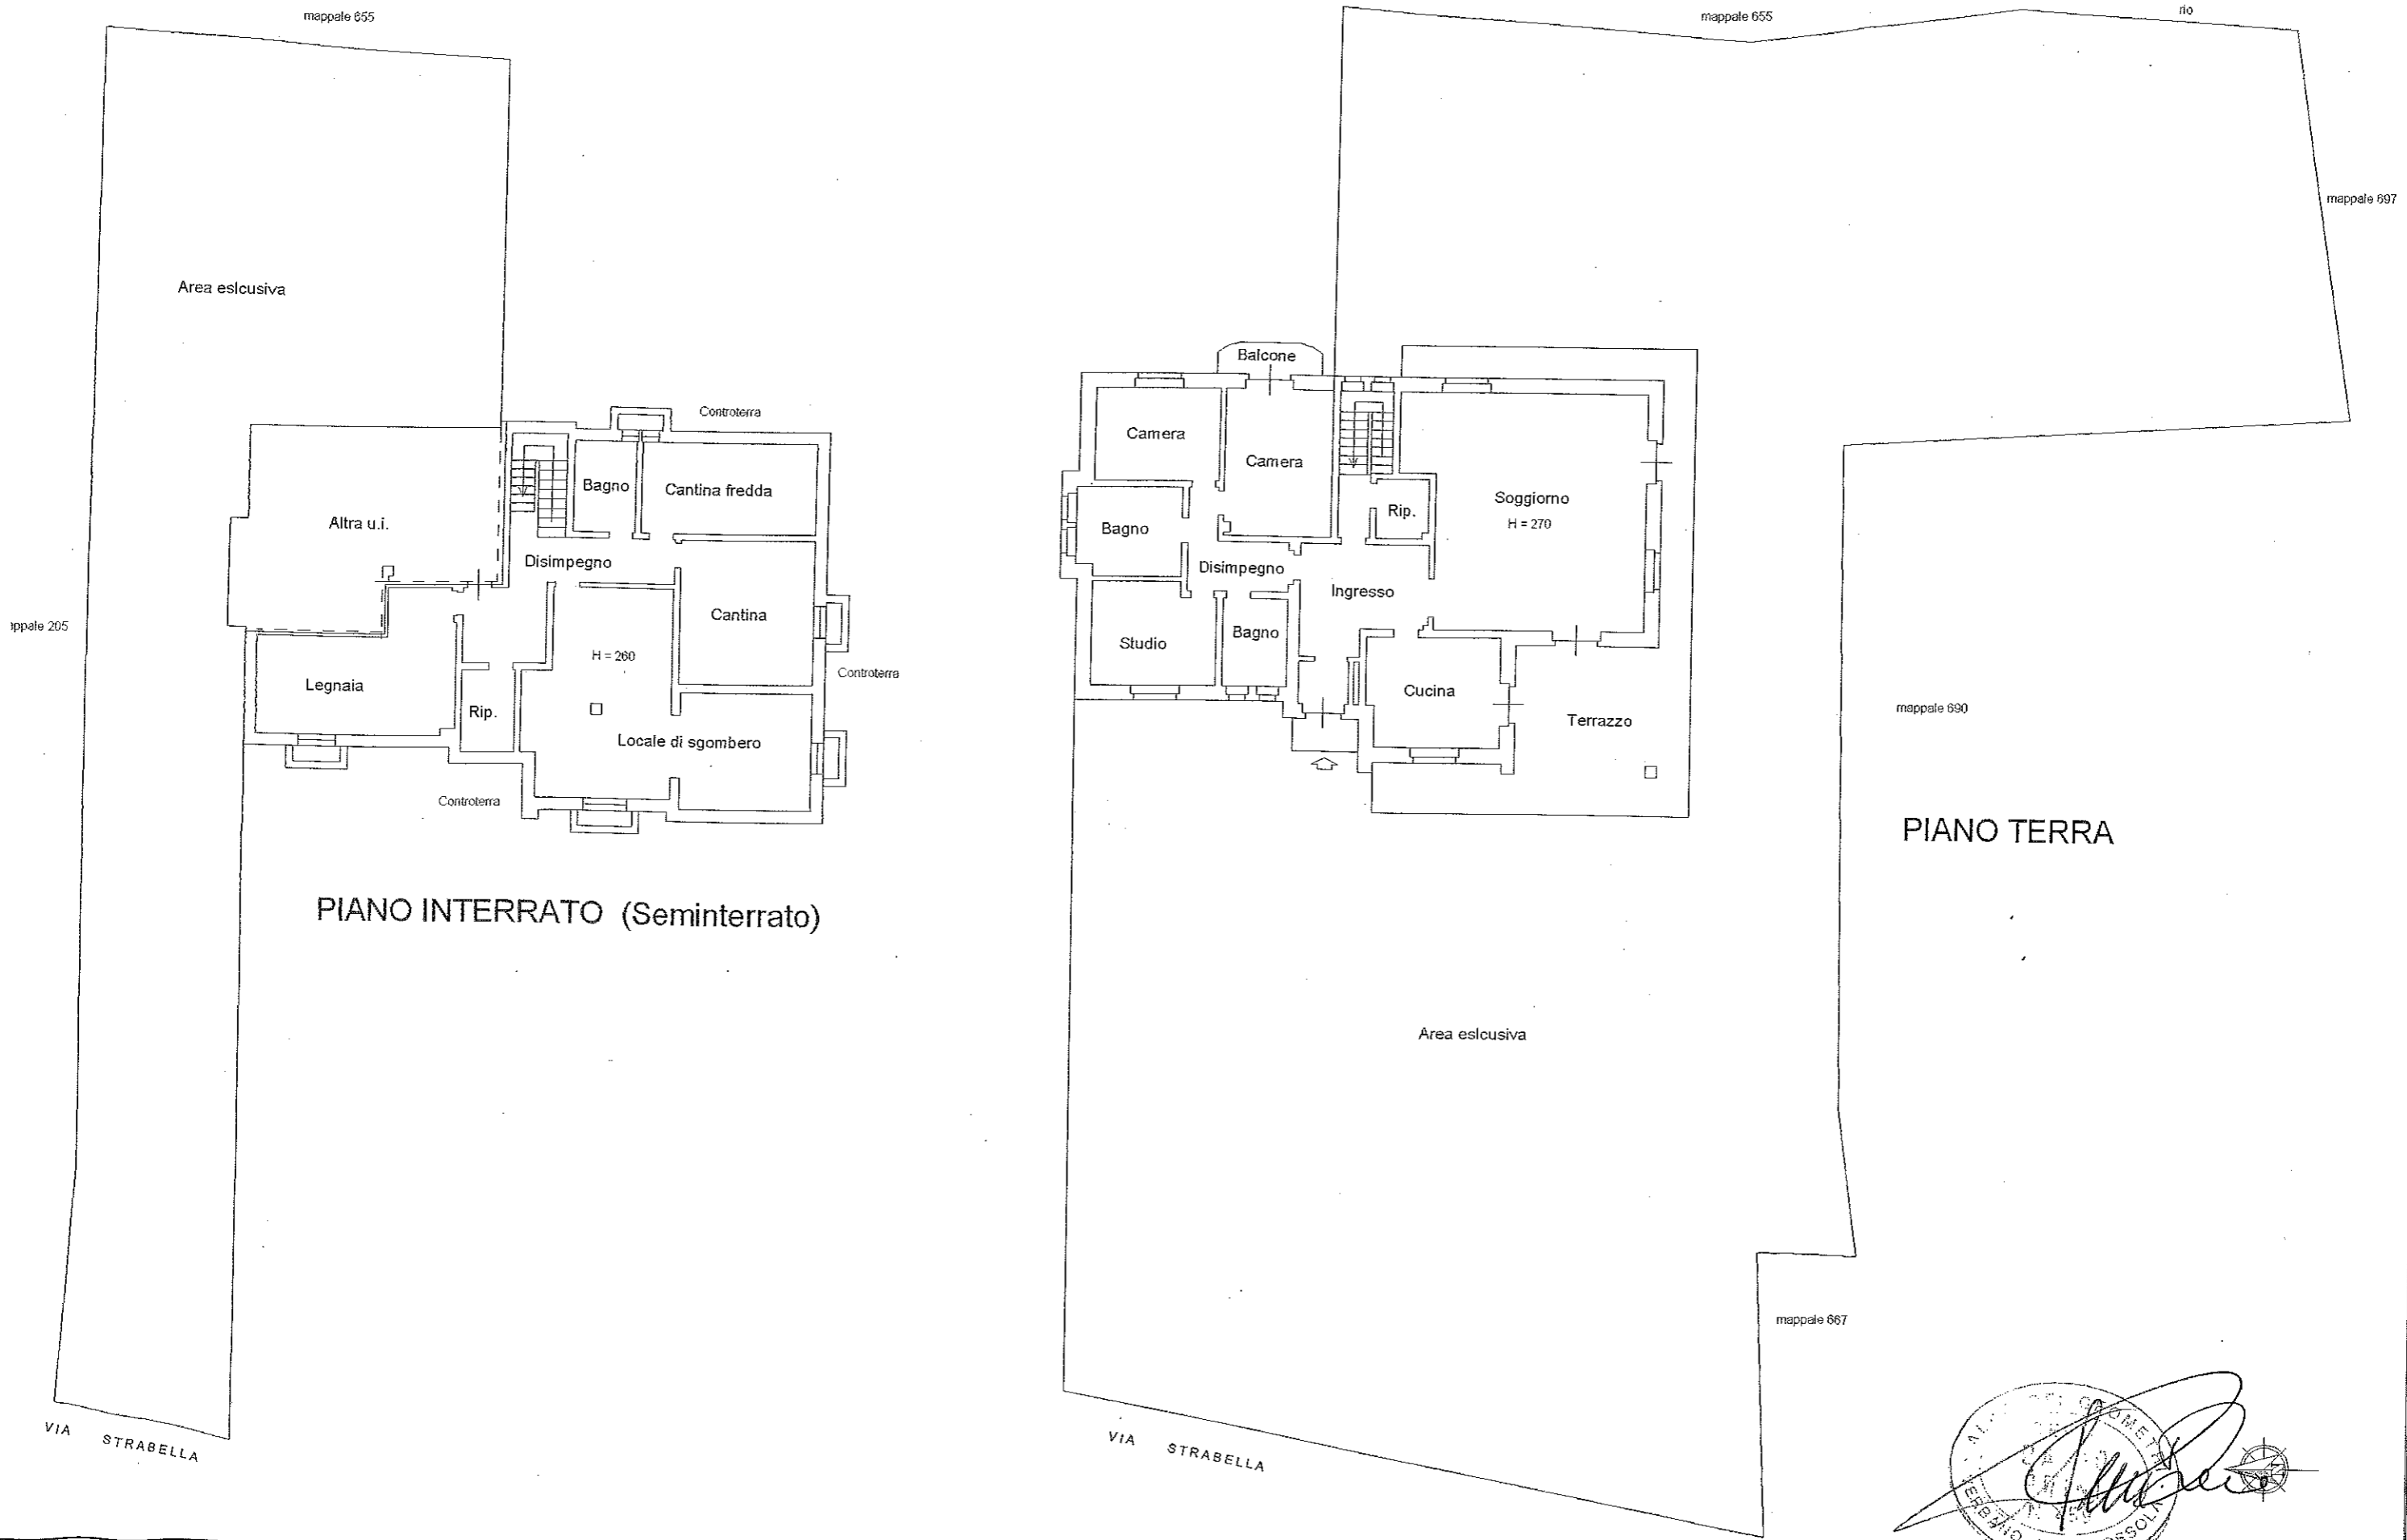 mappale 655
Area eslcusiva
Controterra
Bagno
Cantina fredda
Altra u.i.
Disimpegno
Cantina
appale 205
H = 260
Controterra
Legnaia
Rip.
Locale di sgombero
Controterra
PIANO INTERRATO (Seminterrato)
VIA STRABELLA
mappale 655
rio
mappale 697
Balcone
Camera
Camera
Soggiorno
H = 270
Rip.
Bagno
Disimpegno
Ingresso
Bagno
Studio
Cucina
Terrazzo
mappale 690
PIANO TERRA
Area eslcusiva
mappale 667
VIA STRABELLA